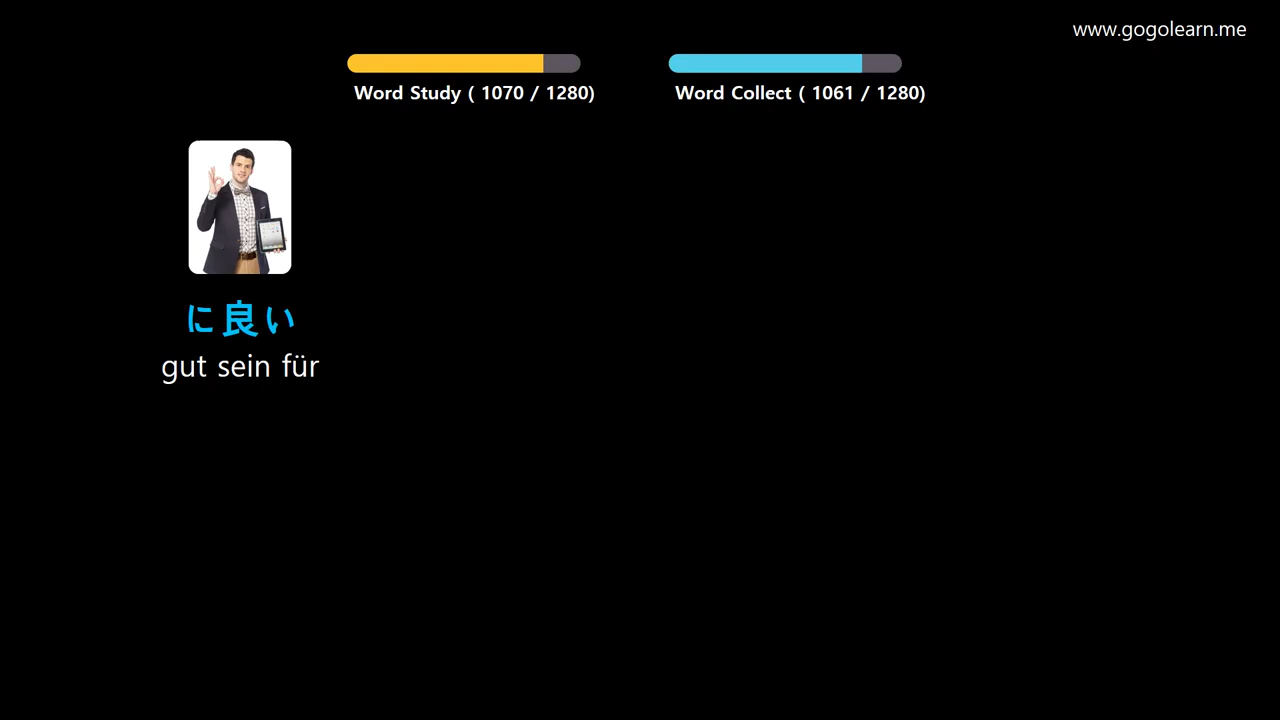 www.gogolearn.me
Word Study ( 1070 / 1280)
Word Collect ( 1061 / 1280)
に良い
gut sein für